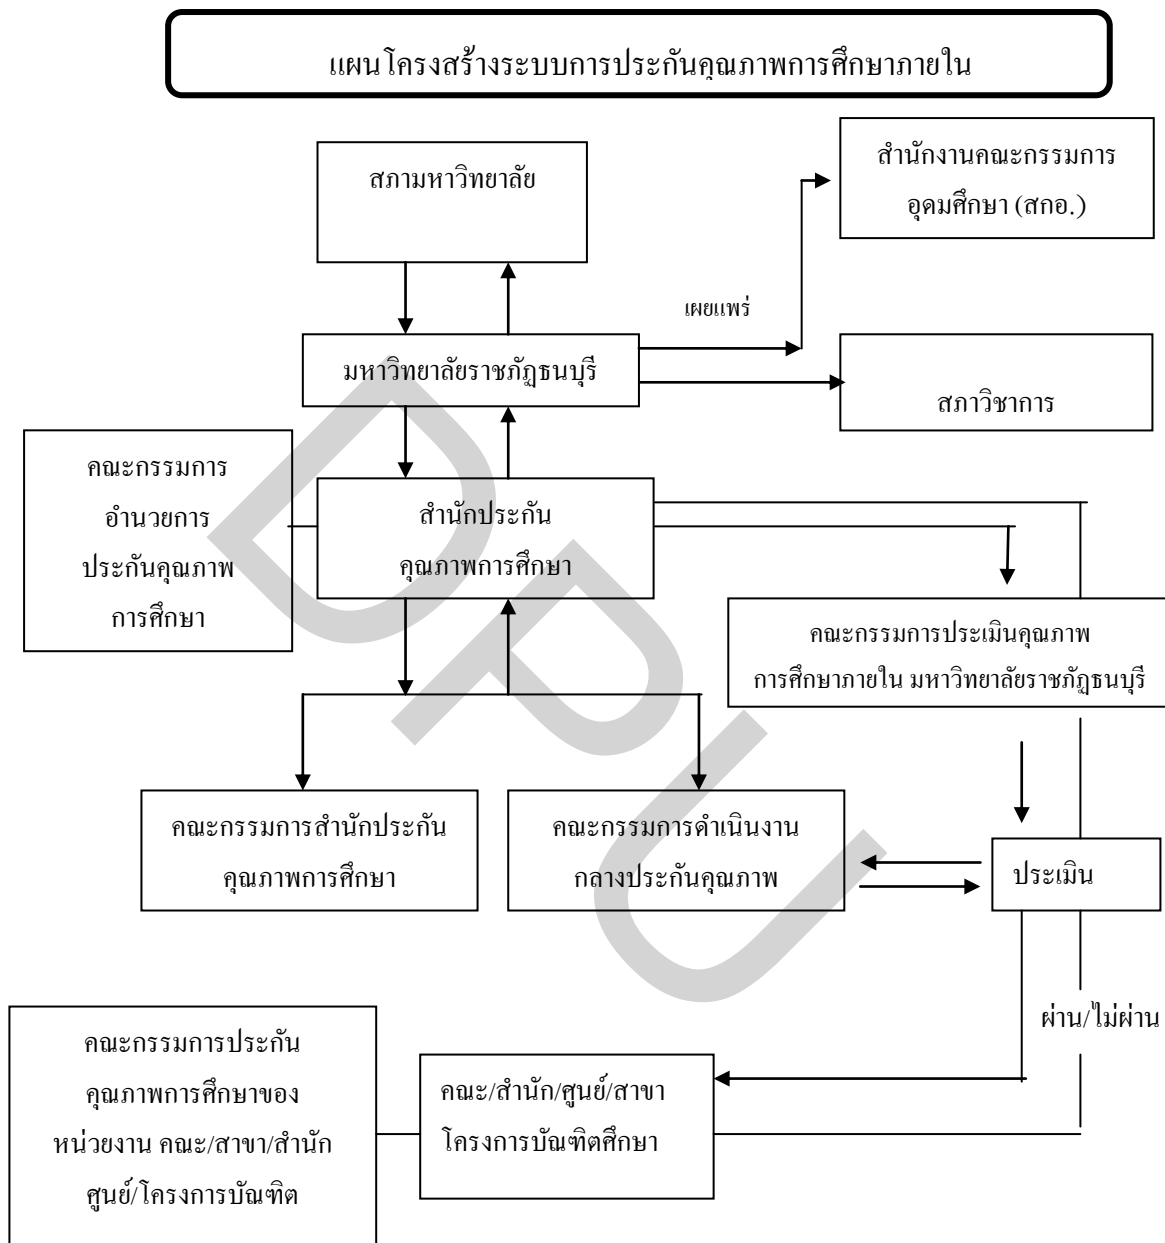 แผนโครงสร้างระบบการประกันคุณภาพการศึกษาภายใน
สภามหาวิทยาลัย
สำนักงานคณะกรรมการ
อุดมศึกษา (สกอ.)
เผยแพร่
มหาวิทยาลัยราชภัฏธนบุรี
สภาวิชาการ
คณะกรรมการ
อำนวยการ
ประกันคุณภาพ
การศึกษา
สำนักประกัน
คุณภาพการศึกษา
คณะกรรมการประเมินคุณภาพ
การศึกษาภายใน มหาวิทยาลัยราชภัฏธนบุรี
คณะกรรมการสำนักประกัน
คุณภาพการศึกษา
คณะกรรมการดำเนินงาน
กลางประกันคุณภาพ
ประเมิน
ผ่าน/ไม่ผ่าน
คณะกรรมการประกัน
คุณภาพการศึกษาของ
หน่วยงาน คณะ/สาขา/สำนัก
ศูนย์/โครงการบัณฑิต
คณะ/สำนัก/ศูนย์/สาขา
โครงการบัณฑิตศึกษา
DPU